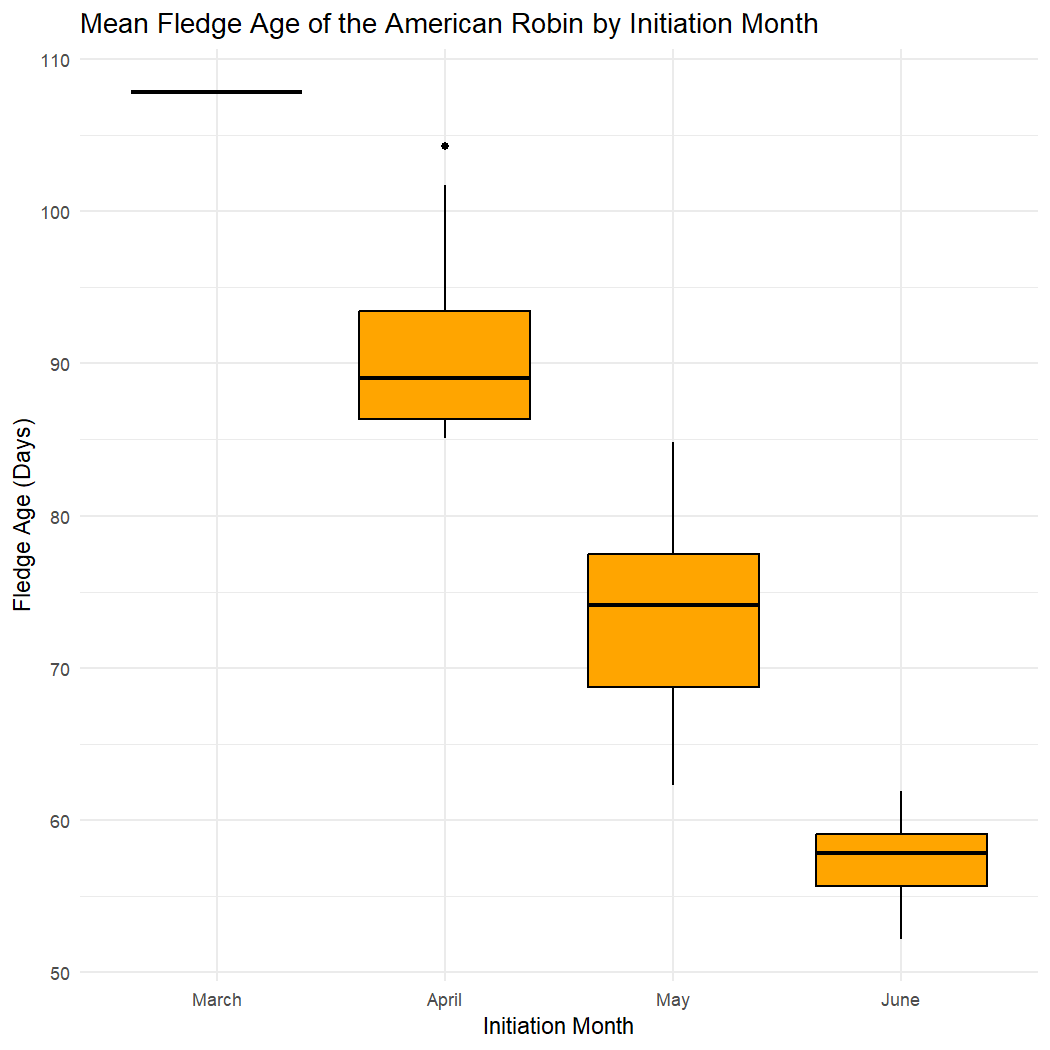 Mean Fledge Age of the American Robin by Initiation Month
Fledge Age (Days)
110
100
90
80
70
60
50
March
April
May
June
Initiation Month